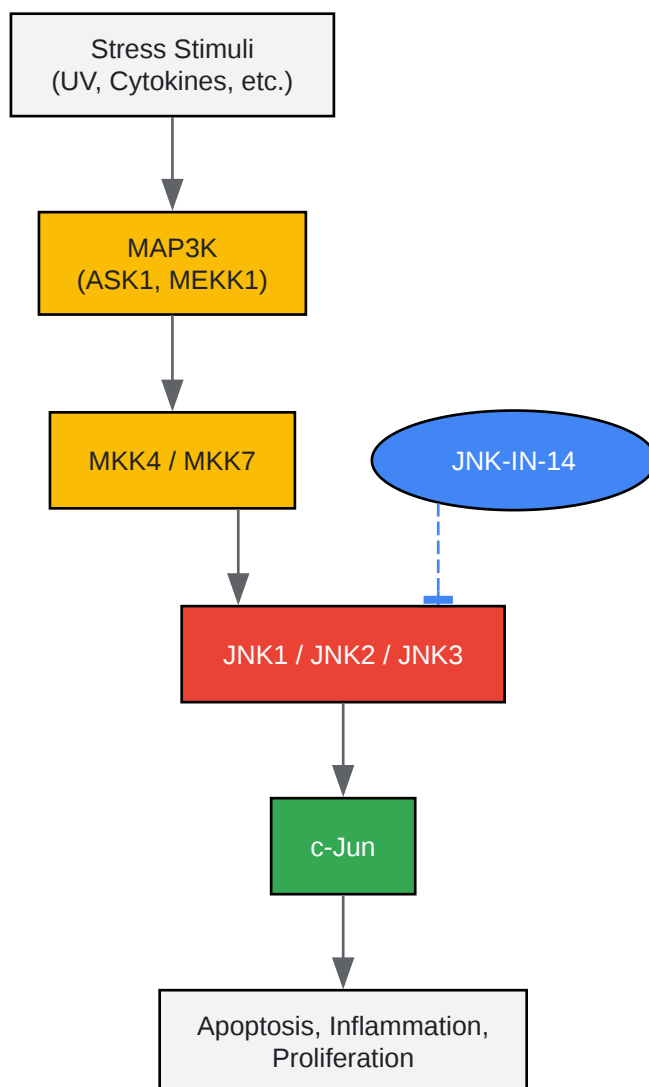 Stress Stimuli
(UV, Cytokines, etc.)
MAP3K
(ASK1, MEKK1)
MKK4 / MKK7
JNK-IN-14
JNK1 / JNK2 / JNK3
c-Jun
Apoptosis, Inflammation,
Proliferation